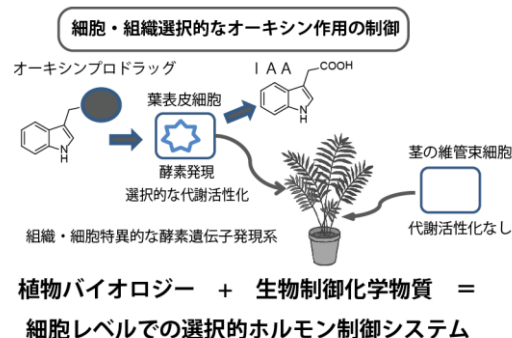 細胞・組織選択的なオーキシン作用の制御
オーキシンプロドラッグ
ＩＡＡ
COOH
N
H
葉表皮細胞
N
H
酵素発現
選択的な代謝活性化
茎の維管束細胞
代謝活性化なし
組織・細胞特異的な酵素遺伝子発現系
植物バイオロジー + 生物制御化学物質 ＝
細胞レベルでの選択的ホルモン制御システム